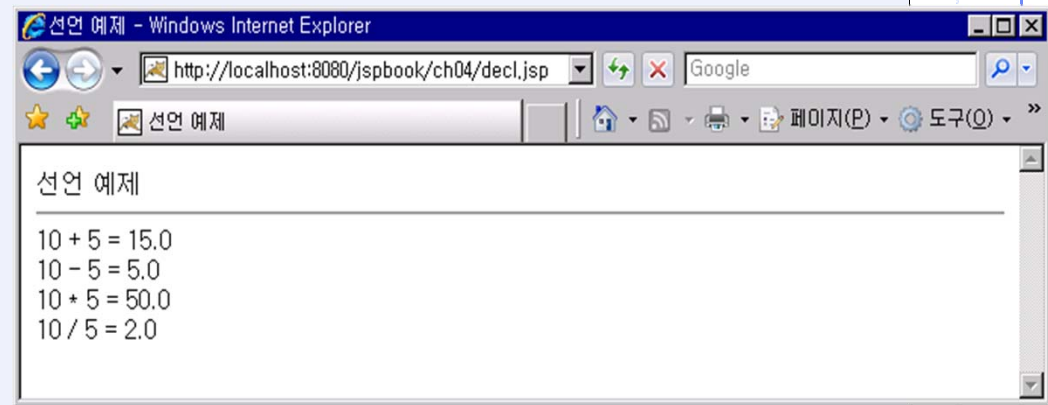 선언 예제 - Windows Internet Explorer
http://localhost:8080/jspbook/ch04/decl.jsp Google
선언 예제 페이지(P) 도구(O) »
선언 예제
10 + 5 = 15.0
10 - 5 = 5.0
10 * 5 = 50.0
10 / 5 = 2.0